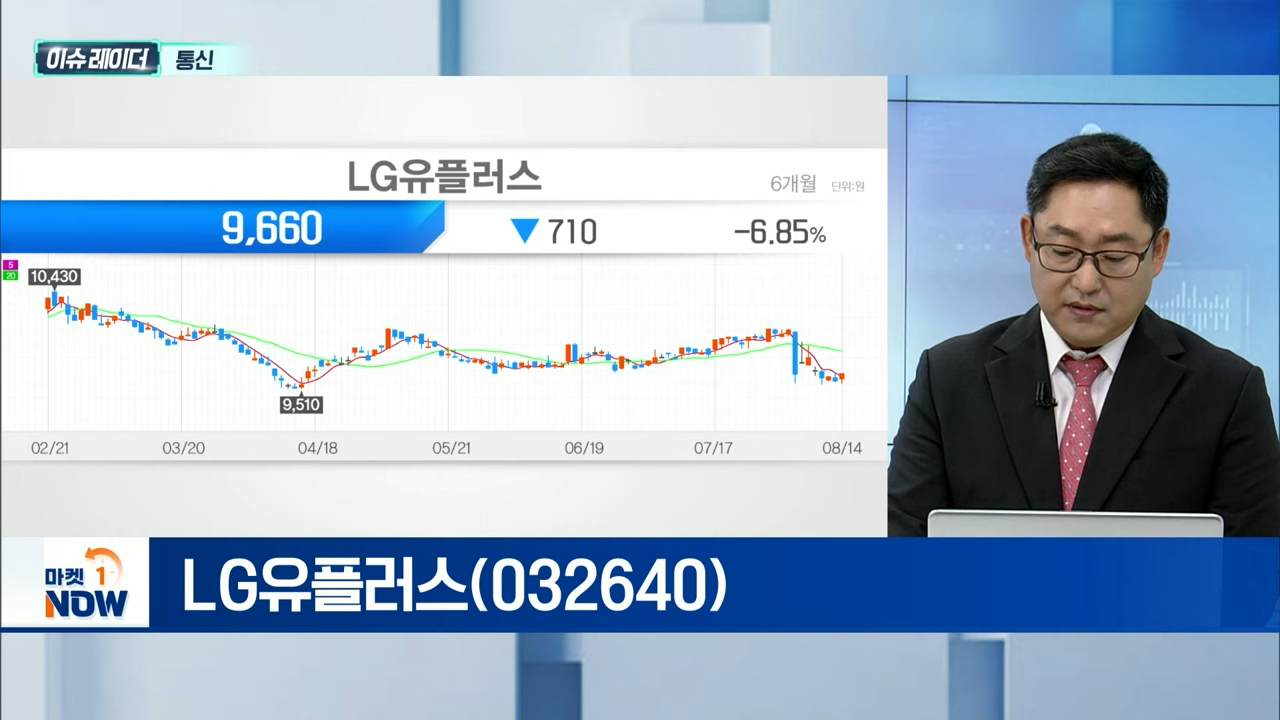 이슈레이더 통신
LG유플러스
6개월 단위:원
9,660 ▼710 -6.85%
5
20
10,430
9,510
02/21 03/20 04/18 05/21 06/19 07/17 08/14
마켓 1
NOW
LG유플러스(032640)